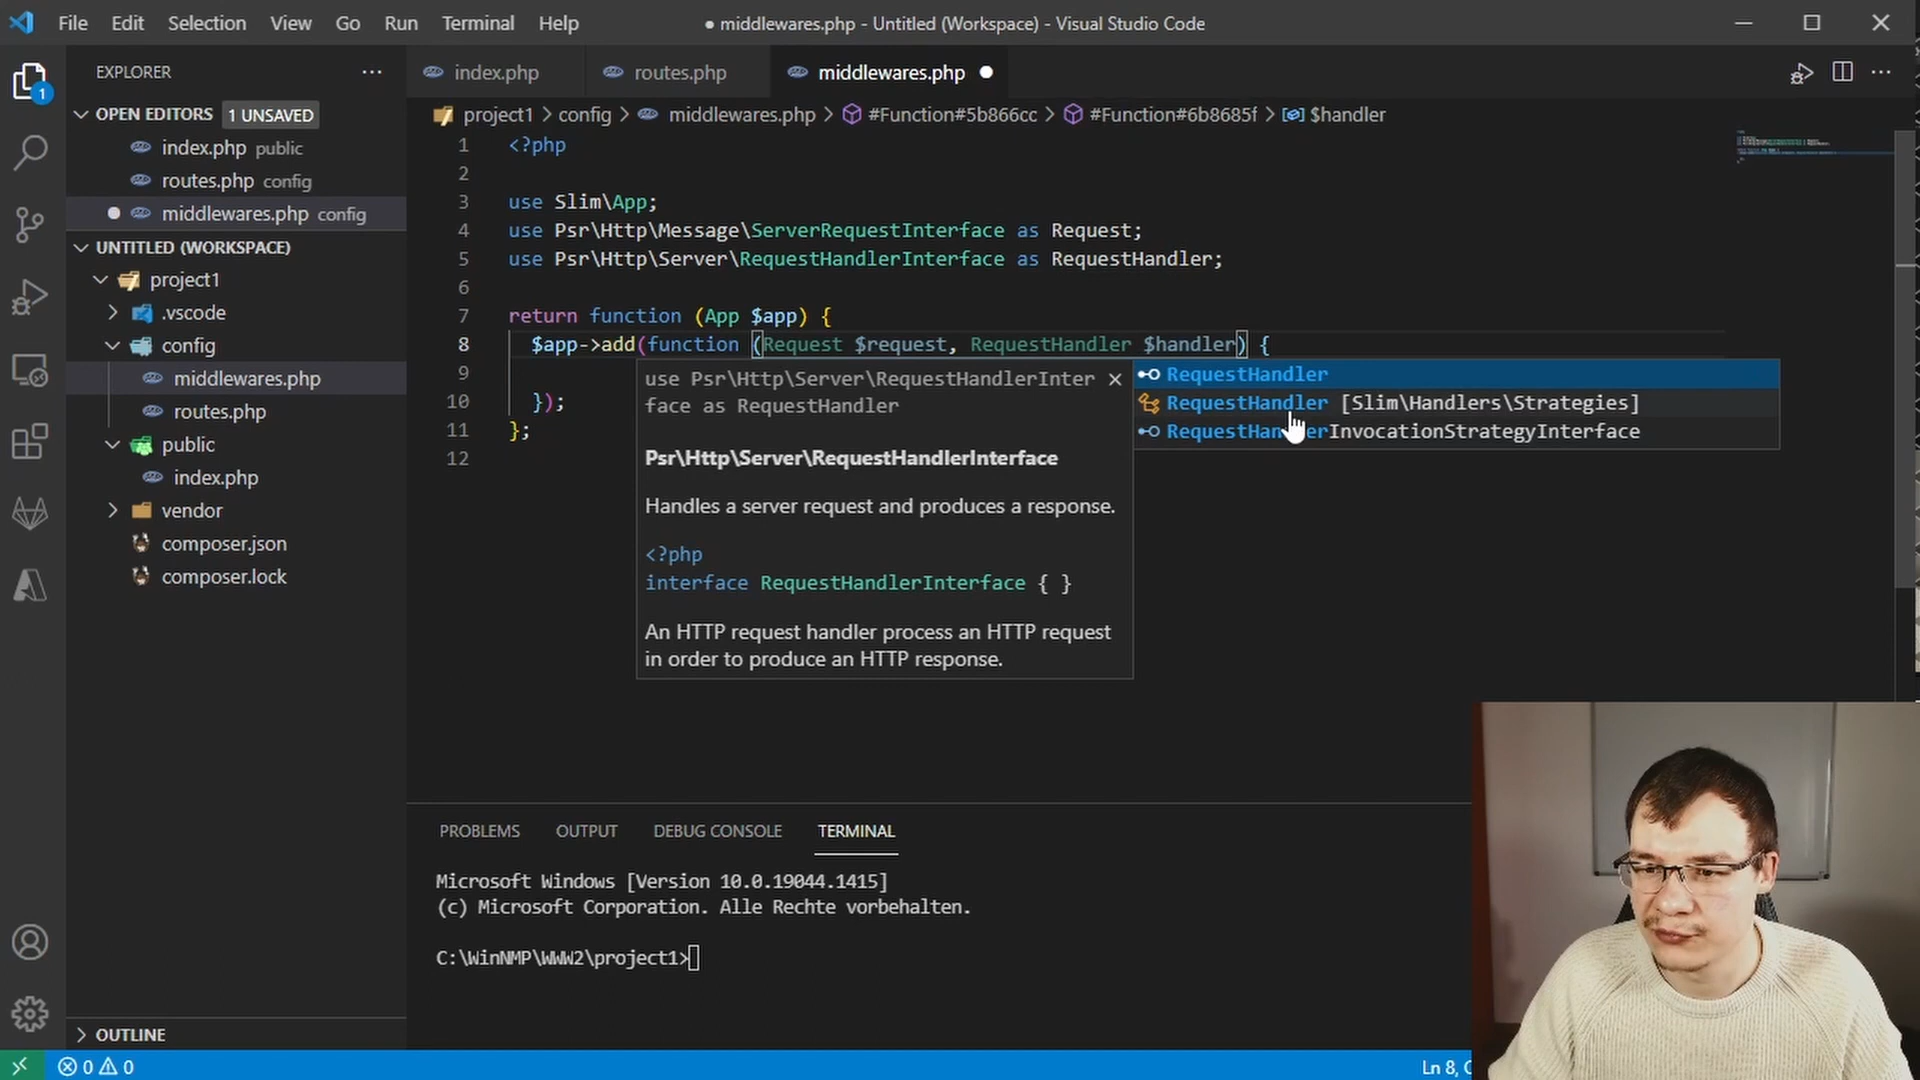 File Edit Selection View Go Run Terminal Help
● middlewares.php - Untitled (Workspace) - Visual Studio Code
EXPLORER
1
OPEN EDITORS 1 UNSAVED
index.php public
routes.php config
middlewares.php config
UNTITLED (WORKSPACE)
project1
.vscode
config
middlewares.php
routes.php
public
index.php
vendor
composer.json
composer.lock
OUTLINE
index.php
routes.php
middlewares.php
project1 > config > middlewares.php > #Function#5b866cc > #Function#6b8685f > $handler
1 <?php
2
3 use Slim\App;
4 use Psr\Http\Message\ServerRequestInterface as Request;
5 use Psr\Http\Server\RequestHandlerInterface as RequestHandler;
6
7 return function (App $app) {
8 $app->add(function (Request $request, RequestHandler $handler) {
9
10 });
11 };
12
use Psr\Http\Server\RequestHandlerInter
face as RequestHandler
Psr\Http\Server\RequestHandlerInterface
Handles a server request and produces a response.
<?php
interface RequestHandlerInterface { }
An HTTP request handler process an HTTP request
in order to produce an HTTP response.
RequestHandler
RequestHandler [Slim\Handlers\Strategies]
RequestHandlerInvocationStrategyInterface
PROBLEMS OUTPUT DEBUG CONSOLE TERMINAL
Microsoft Windows [Version 10.0.19044.1415]
(c) Microsoft Corporation. Alle Rechte vorbehalten.
C:\WinNMP\WWW2\project1>
0 0
Ln 8,